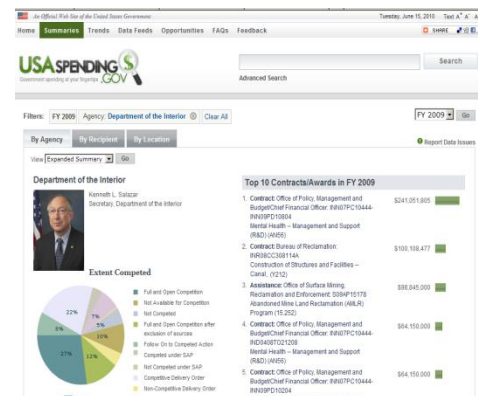 An Official Web Site of the United States Government
Tuesday, June 15, 2010 Text A A A
Home Summaries Trends Data Feeds Opportunities FAQs Feedback
SHARE
USASPENDING.GOV
Government spending at your fingertips
Search
Advanced Search
Filters: FY 2009 Agency: Department of the Interior Clear All
FY 2009 Go
By Agency By Recipient By Location
Report Data Issues
View Expanded Summary Go
Department of the Interior
Kenneth L. Salazar
Secretary, Department of the Interior
Extent Competed
22%
7%
5%
10%
12%
27%
8%
Full and Open Competition
Not Available for Competition
Not Competed
Full and Open Competition after
exclusion of sources
Follow On to Competed Action
Competed under SAP
Not Competed under SAP
Competitive Delivery Order
Non-Competitive Delivery Order
Top 10 Contracts/Awards in FY 2009
1. Contract: Office of Policy, Management and $241,051,805
Budget/Chief Financial Officer: INN07PC10444-
INN09PD10804
Mental Health – Management and Support
(R&D) (AN56)
2. Contract: Bureau of Reclamation: $100,108,477
INR08CC308114A
Construction of Structures and Facilities –
Canal, (Y212)
3. Assistance: Office of Surface Mining, $98,845,000
Reclamation and Enforcement: S09AP15178
Abandoned Mine Land Reclamation (AMLR)
Program (15.252)
4. Contract: Office of Policy, Management and $64,150,000
Budget/Chief Financial Officer: INN07PC10444-
IND0408TO21208
Mental Health – Management and Support
(R&D) (AN56)
5. Contract: Office of Policy, Management and $64,150,000
Budget/Chief Financial Officer: INN07PC10444-
INN09PD10204